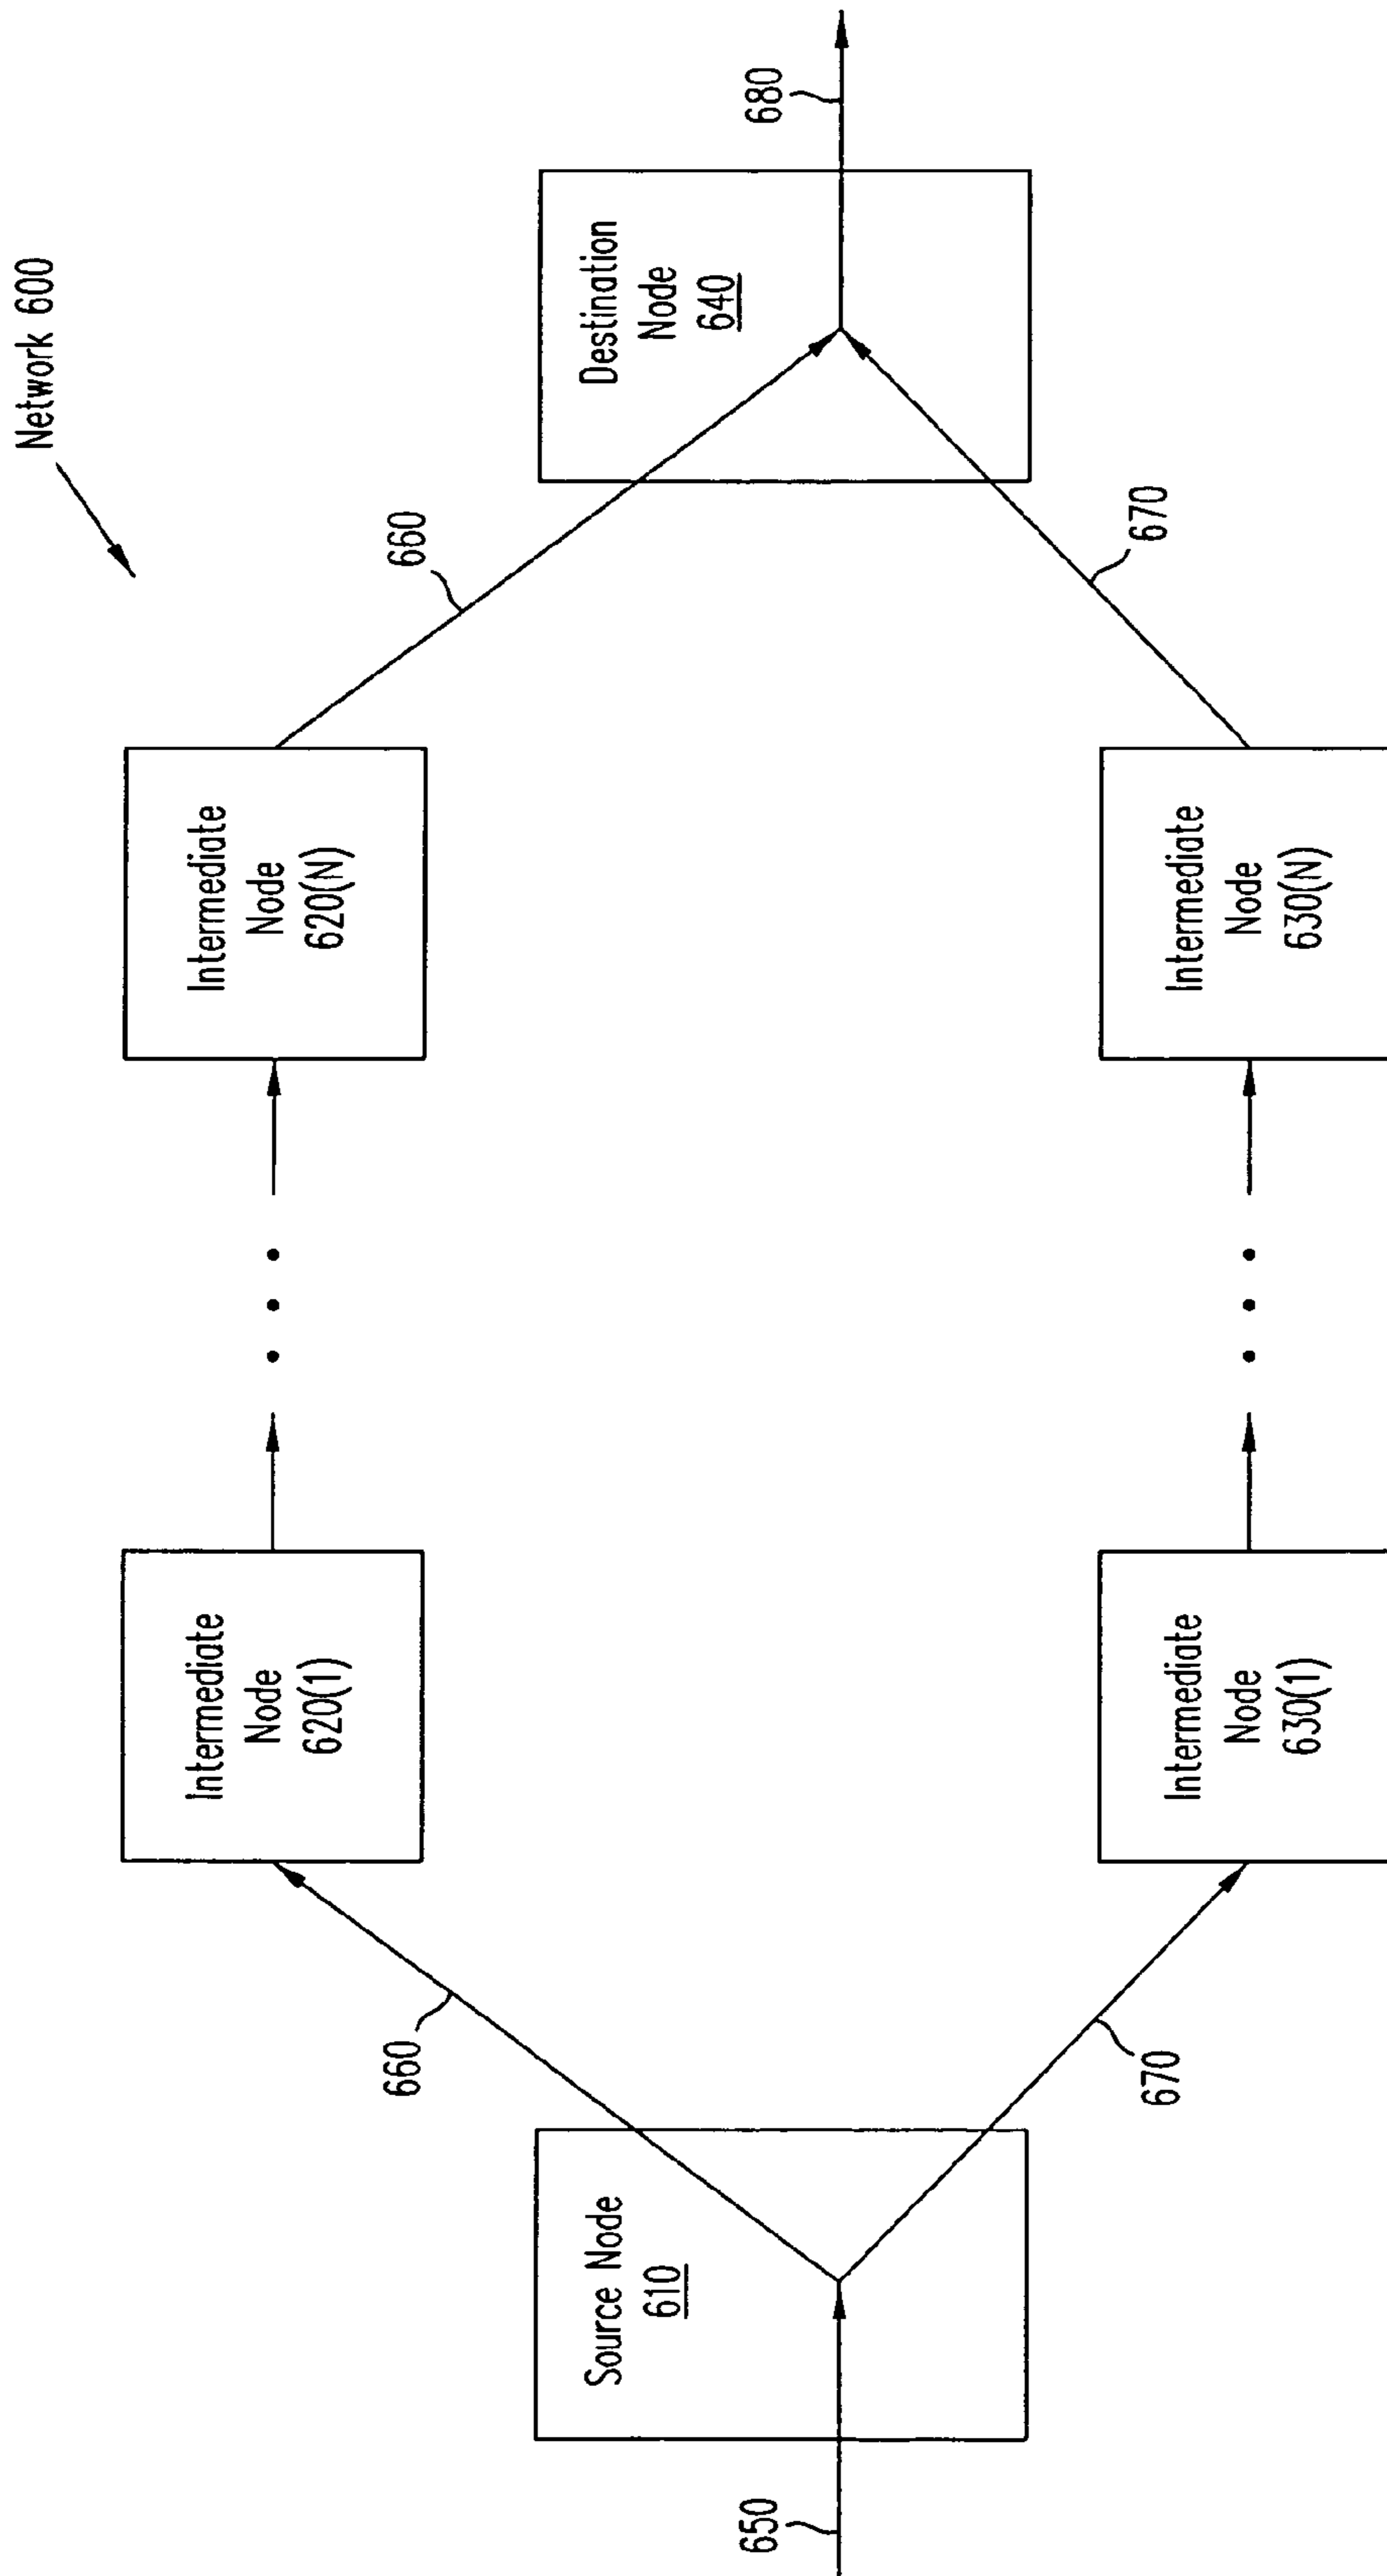 Network 600
Intermediate
Node
620(1)
Intermediate
Node
620(N)
660
660
Source Node
610
Destination
Node
640
650
680
670
670
Intermediate
Node
630(1)
Intermediate
Node
630(N)